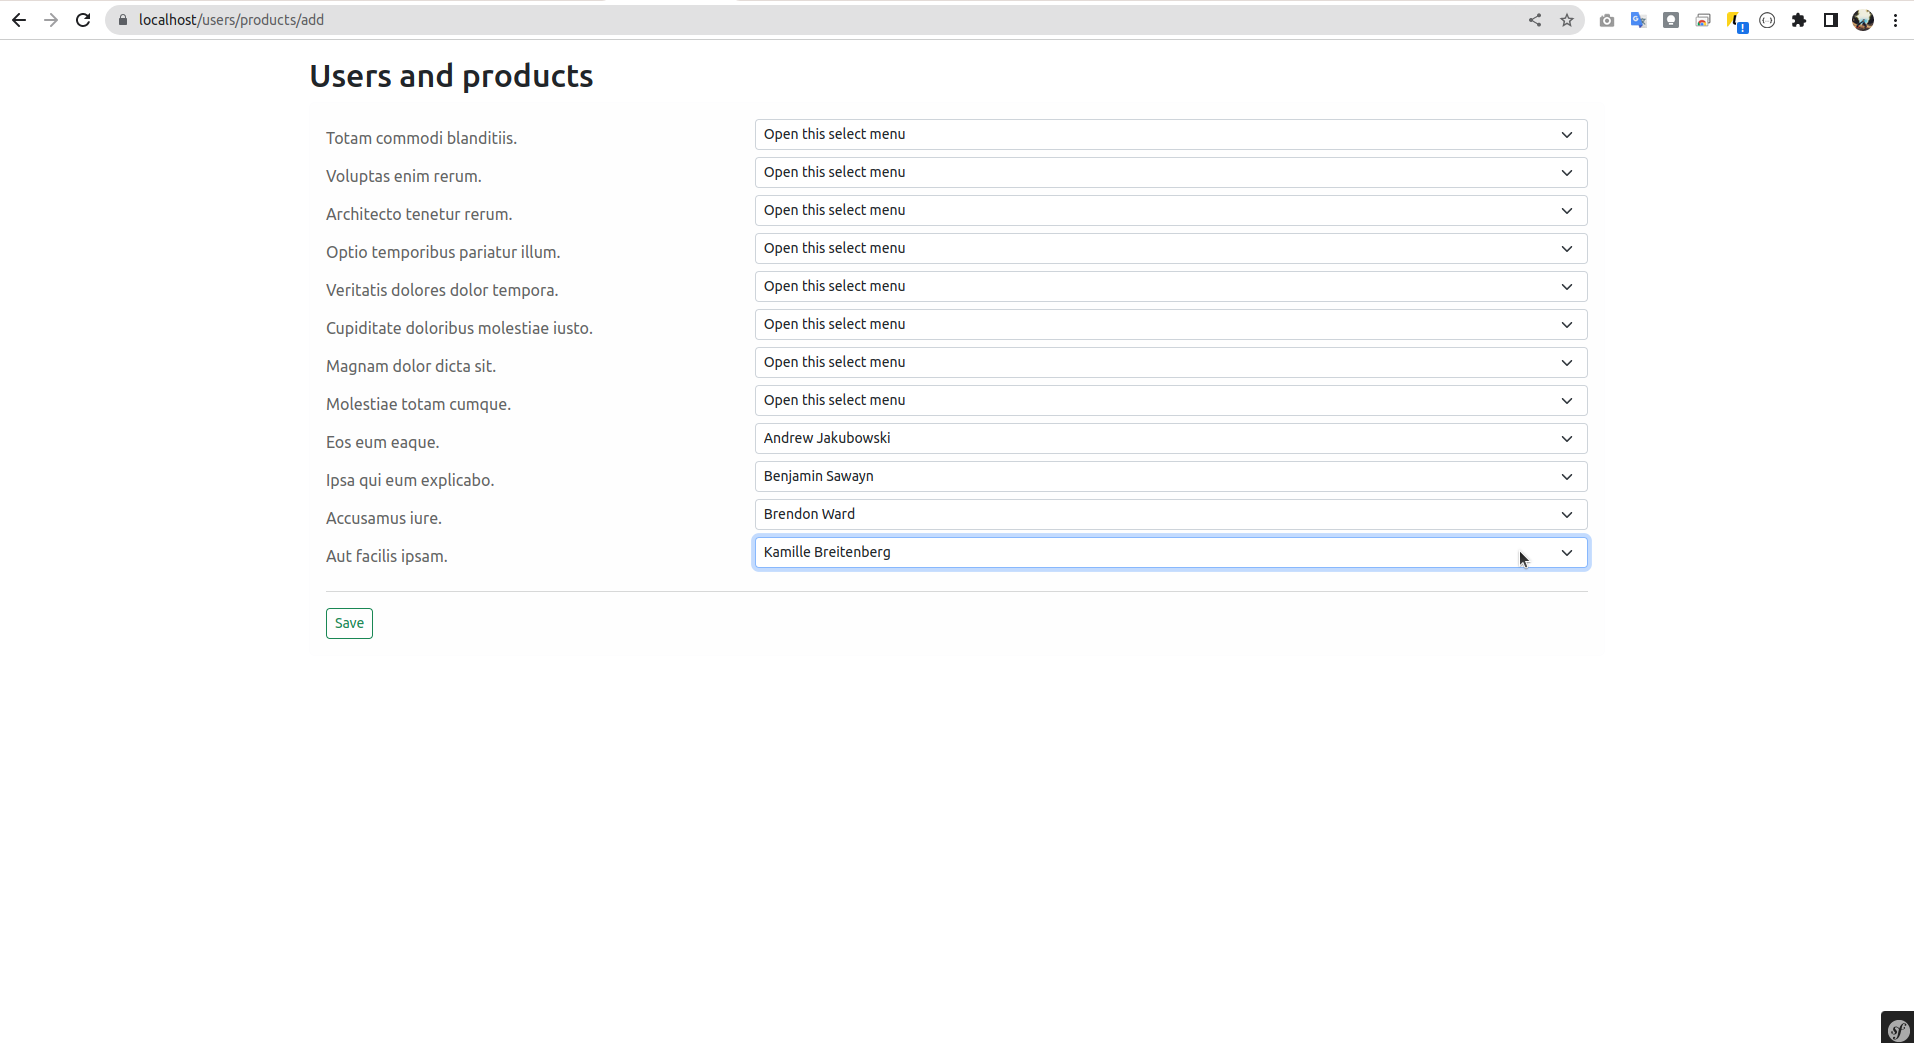 localhost/users/products/add
Users and products
Totam commodi blanditiis. Open this select menu
Voluptas enim rerum. Open this select menu
Architecto tenetur rerum. Open this select menu
Optio temporibus pariatur illum. Open this select menu
Veritatis dolores dolor tempora. Open this select menu
Cupiditate doloribus molestiae iusto. Open this select menu
Magnam dolor dicta sit. Open this select menu
Molestiae totam cumque. Open this select menu
Eos eum eaque. Andrew Jakubowski
Ipsa qui eum explicabo. Benjamin Sawayn
Accusamus iure. Brendon Ward
Aut facilis ipsam. Kamille Breitenberg
Save
sf